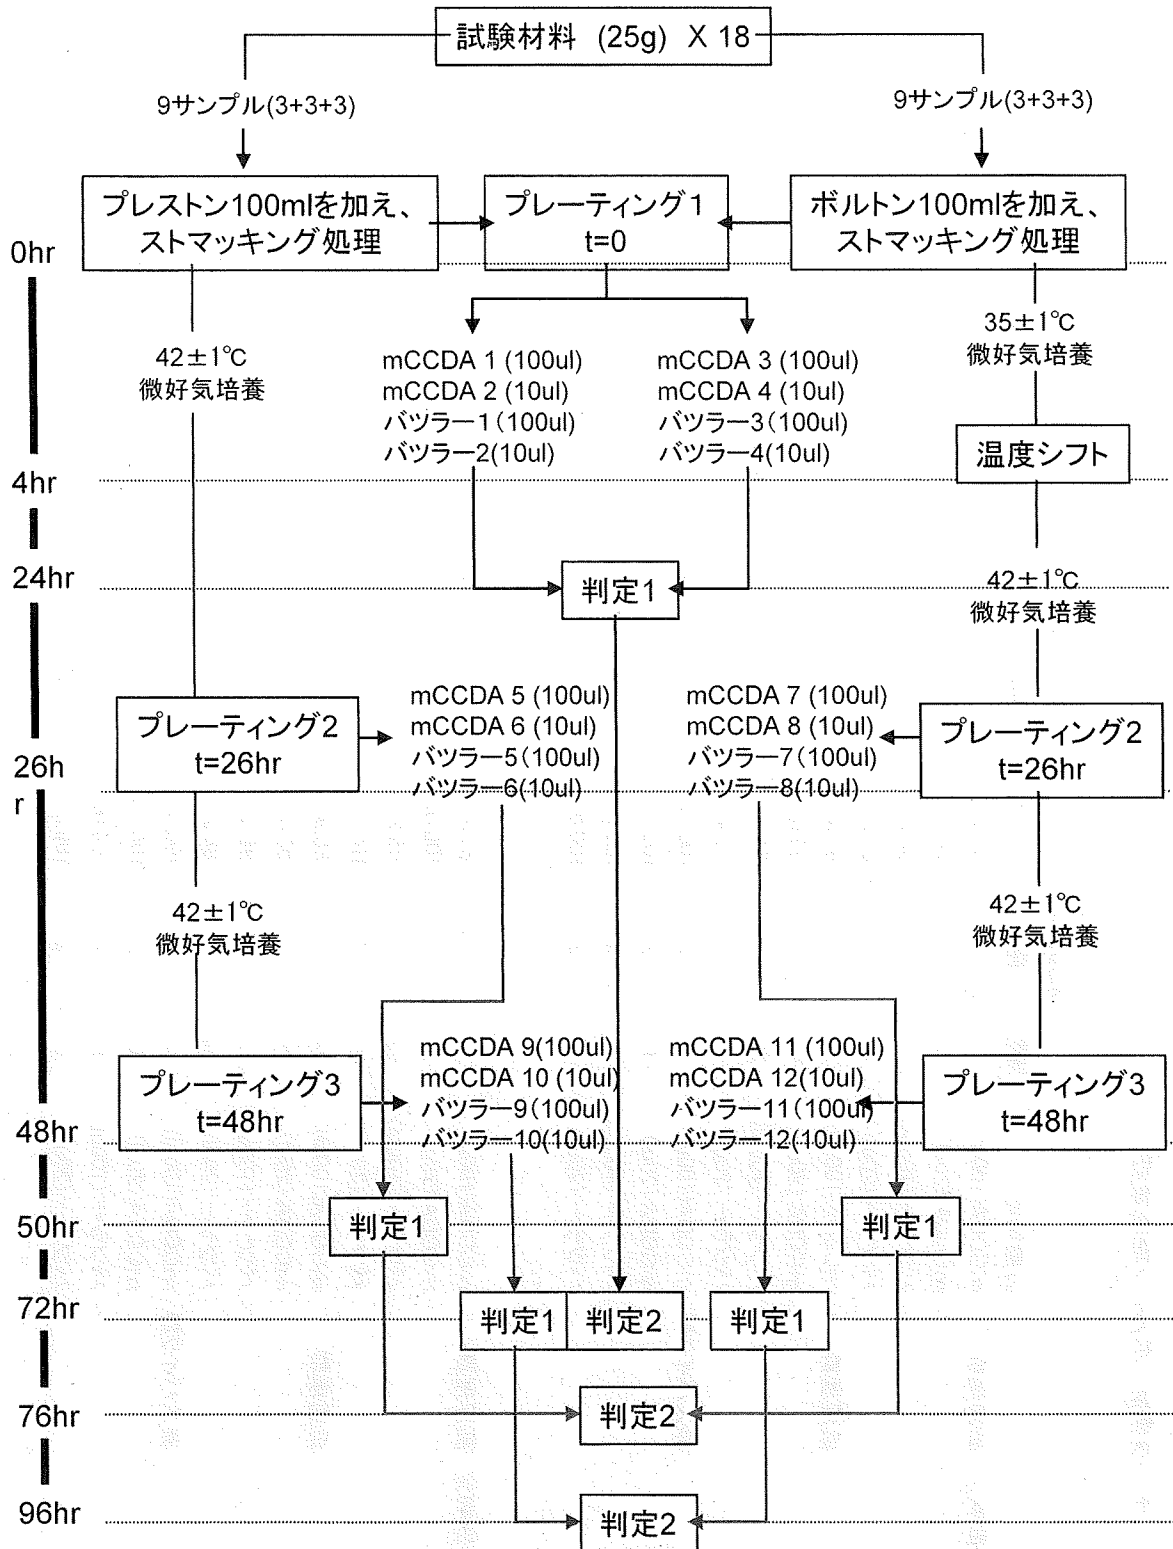 試験材料 (25g) X 18
9サンプル(3+3+3)
9サンプル(3+3+3)
プレストン100mlを加え、
ストマッキング処理
プレーティング1
t=0
ボルトン100mlを加え、
ストマッキング処理
0hr
42±1℃
微好気培養
mCCDA 1 (100ul)
mCCDA 2 (10ul)
バツラー1(100ul)
バツラー2(10ul)
mCCDA 3 (100ul)
mCCDA 4 (10ul)
バツラー3(100ul)
バツラー4(10ul)
35±1℃
微好気培養
温度シフト
4hr
24hr
判定1
42±1℃
微好気培養
プレーティング2
t=26hr
mCCDA 5 (100ul)
mCCDA 6 (10ul)
バツラー5(100ul)
バツラー6(10ul)
mCCDA 7 (100ul)
mCCDA 8 (10ul)
バツラー7(100ul)
バツラー8(10ul)
プレーティング2
t=26hr
26h
r
42±1℃
微好気培養
42±1℃
微好気培養
プレーティング3
t=48hr
mCCDA 9(100ul)
mCCDA 10 (10ul)
バツラー9(100ul)
バツラー10(10ul)
mCCDA 11 (100ul)
mCCDA 12(10ul)
バツラー11(100ul)
バツラー12(10ul)
プレーティング3
t=48hr
48hr
50hr
判定1
判定1
72hr
判定1
判定2
判定1
76hr
判定2
96hr
判定2